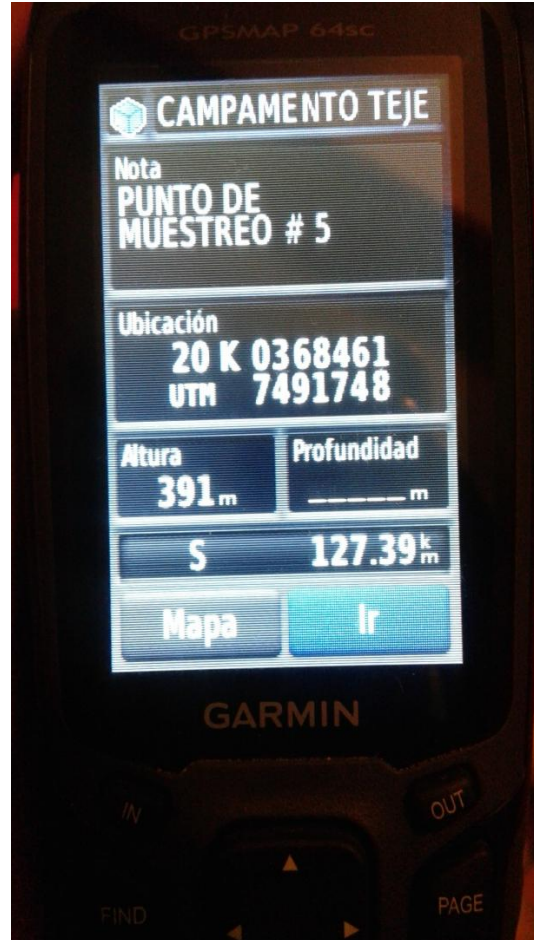 GPSMAP 64sc
CAMPAMENTO TEJE
Nota
PUNTO DE
MUESTREO # 5
Ubicación
20 K 0368461
UTM 7491748
Altura
391 m
Profundidad
_____ m
S 127.39 km
Mapa Ir
GARMIN
IN OUT
FIND PAGE